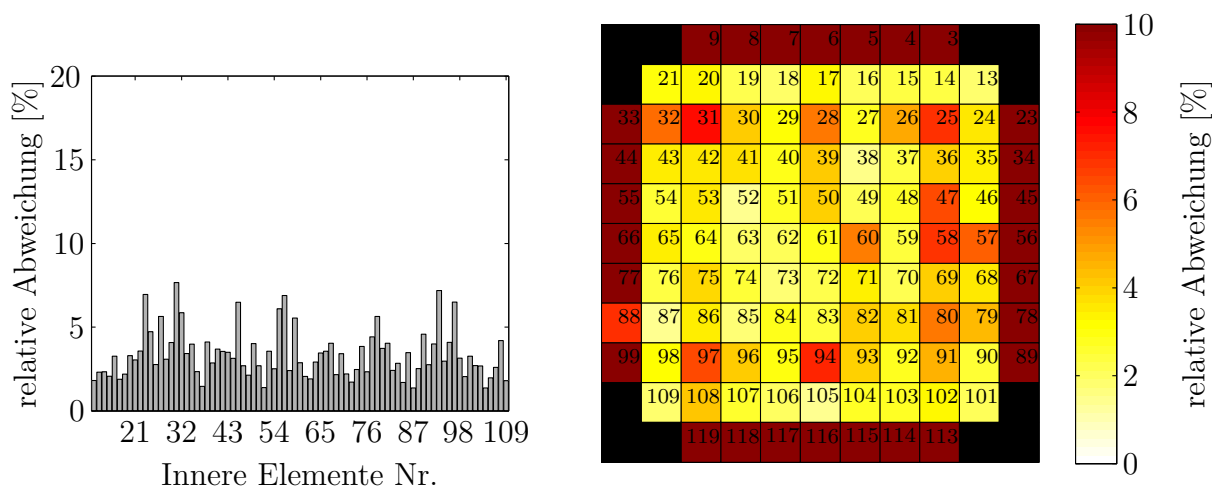 20
15
10
5
0
relative Abweichung [%]
21 32 43 54 65 76 87 98 109
Innere Elemente Nr.
9 8 7 6 5 4 3
21 20 19 18 17 16 15 14 13
33 32 31 30 29 28 27 26 25 24 23
44 43 42 41 40 39 38 37 36 35 34
55 54 53 52 51 50 49 48 47 46 45
66 65 64 63 62 61 60 59 58 57 56
77 76 75 74 73 72 71 70 69 68 67
88 87 86 85 84 83 82 81 80 79 78
99 98 97 96 95 94 93 92 91 90 89
109 108 107 106 105 104 103 102 101
119 118 117 116 115 114 113
10
8
6
4
2
0
relative Abweichung [%]